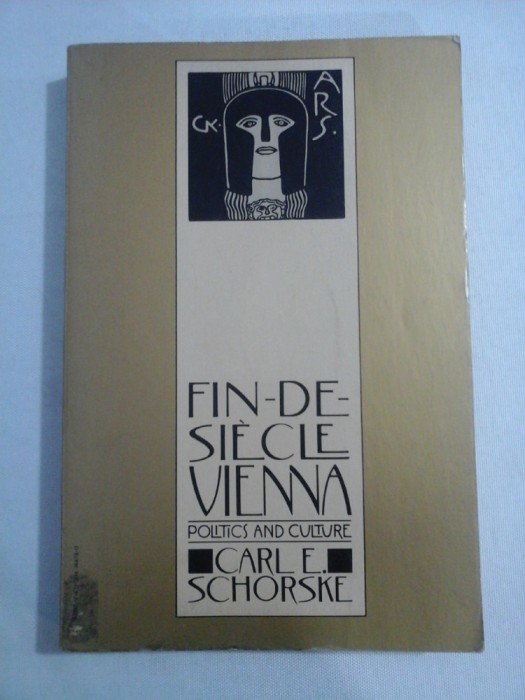 ARS.
GK.
FIN-DE-
SIÈCLE
VIENNA
POLITICS AND CULTURE
CARL E.
SCHORSKE